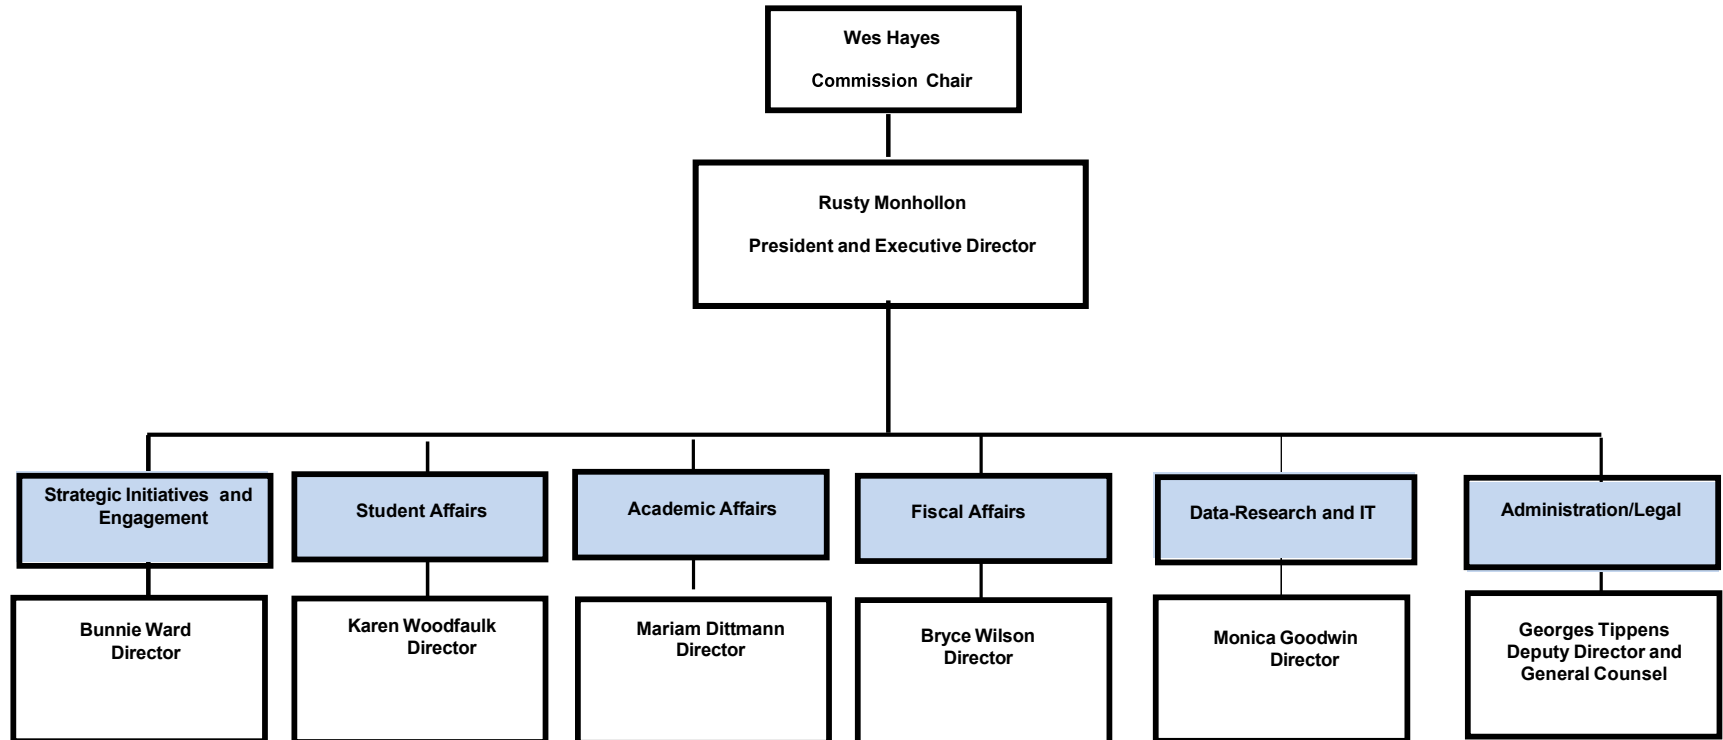 Wes Hayes
Commission Chair
Rusty Monhollon
President and Executive Director
Strategic Initiatives and
Engagement
Student Affairs
Academic Affairs
Fiscal Affairs
Data-Research and IT
Administration/Legal
Bunnie Ward
Director
Karen Woodfaulk
Director
Mariam Dittmann
Director
Bryce Wilson
Director
Monica Goodwin
Director
Georges Tippens
Deputy Director and
General Counsel